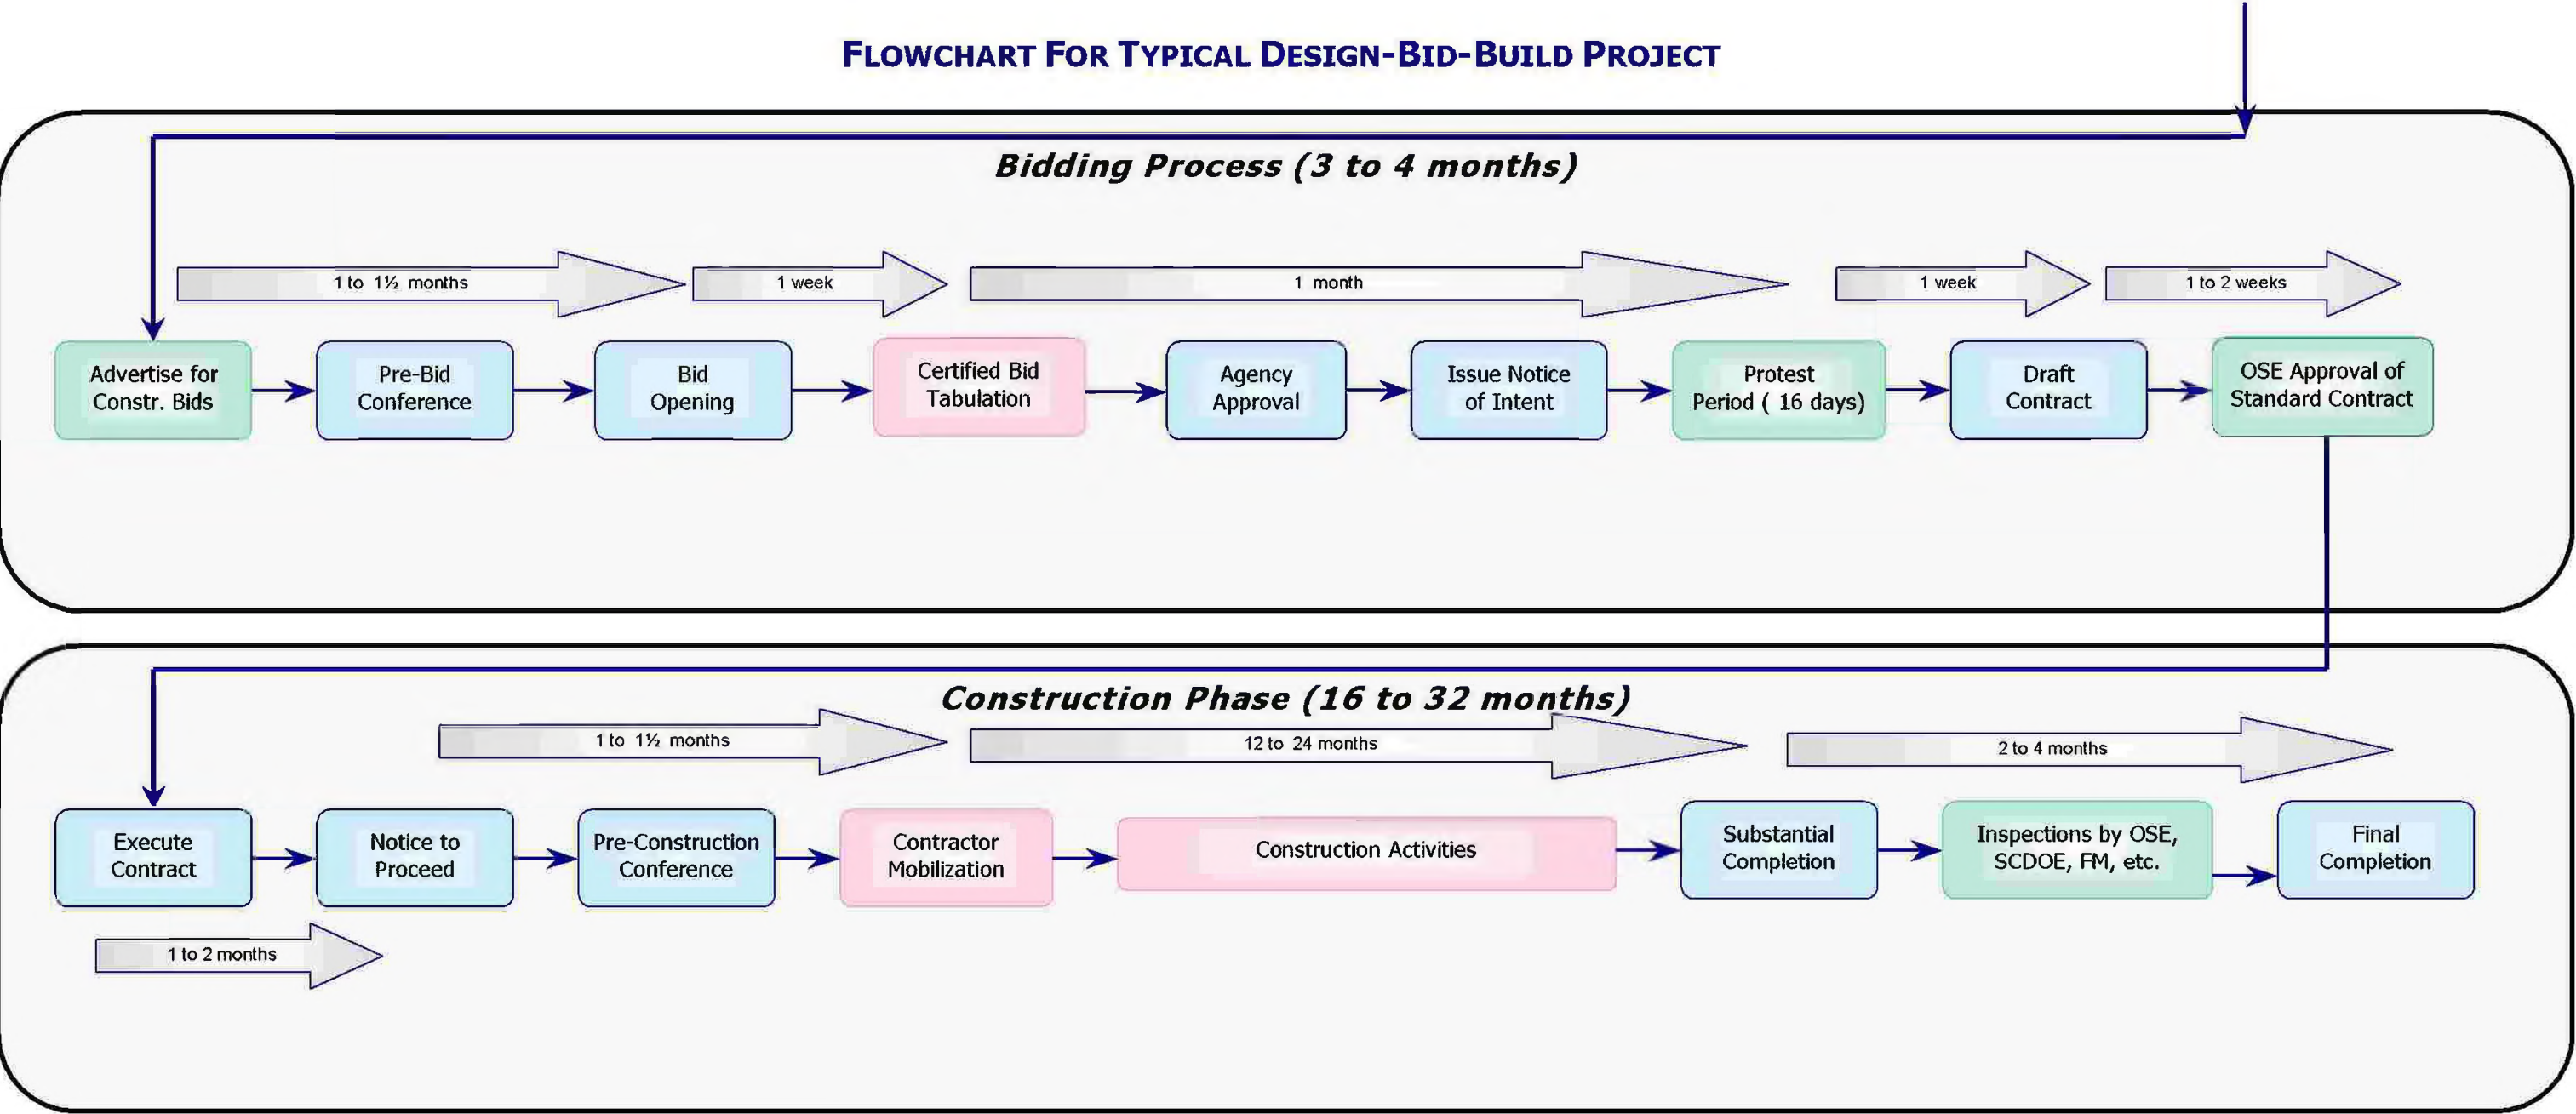 FLOWCHART FOR TYPICAL DESIGN-BID-BUILD PROJECT
Bidding Process (3 to 4 months)
1 to 1½ months
1 week
1 month
1 week
1 to 2 weeks
Advertise for
Constr. Bids
Pre-Bid
Conference
Bid
Opening
Certified Bid
Tabulation
Agency
Approval
Issue Notice
of Intent
Protest
Period ( 16 days)
Draft
Contract
OSE Approval of
Standard Contract
Construction Phase (16 to 32 months)
1 to 1½ months
12 to 24 months
2 to 4 months
Execute
Contract
Notice to
Proceed
Pre-Construction
Conference
Contractor
Mobilization
Construction Activities
Substantial
Completion
Inspections by OSE,
SCDOE, FM, etc.
Final
Completion
1 to 2 months